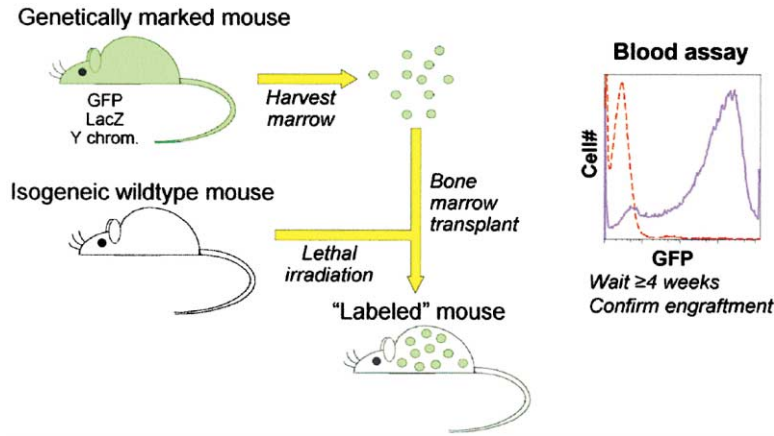 Genetically marked mouse
GFP
LacZ
Y chrom.
Harvest
marrow
Isogeneic wildtype mouse
Lethal
irradiation
Bone
marrow
transplant
"Labeled" mouse
Blood assay
Cell#
GFP
Wait ≥4 weeks
Confirm engraftment